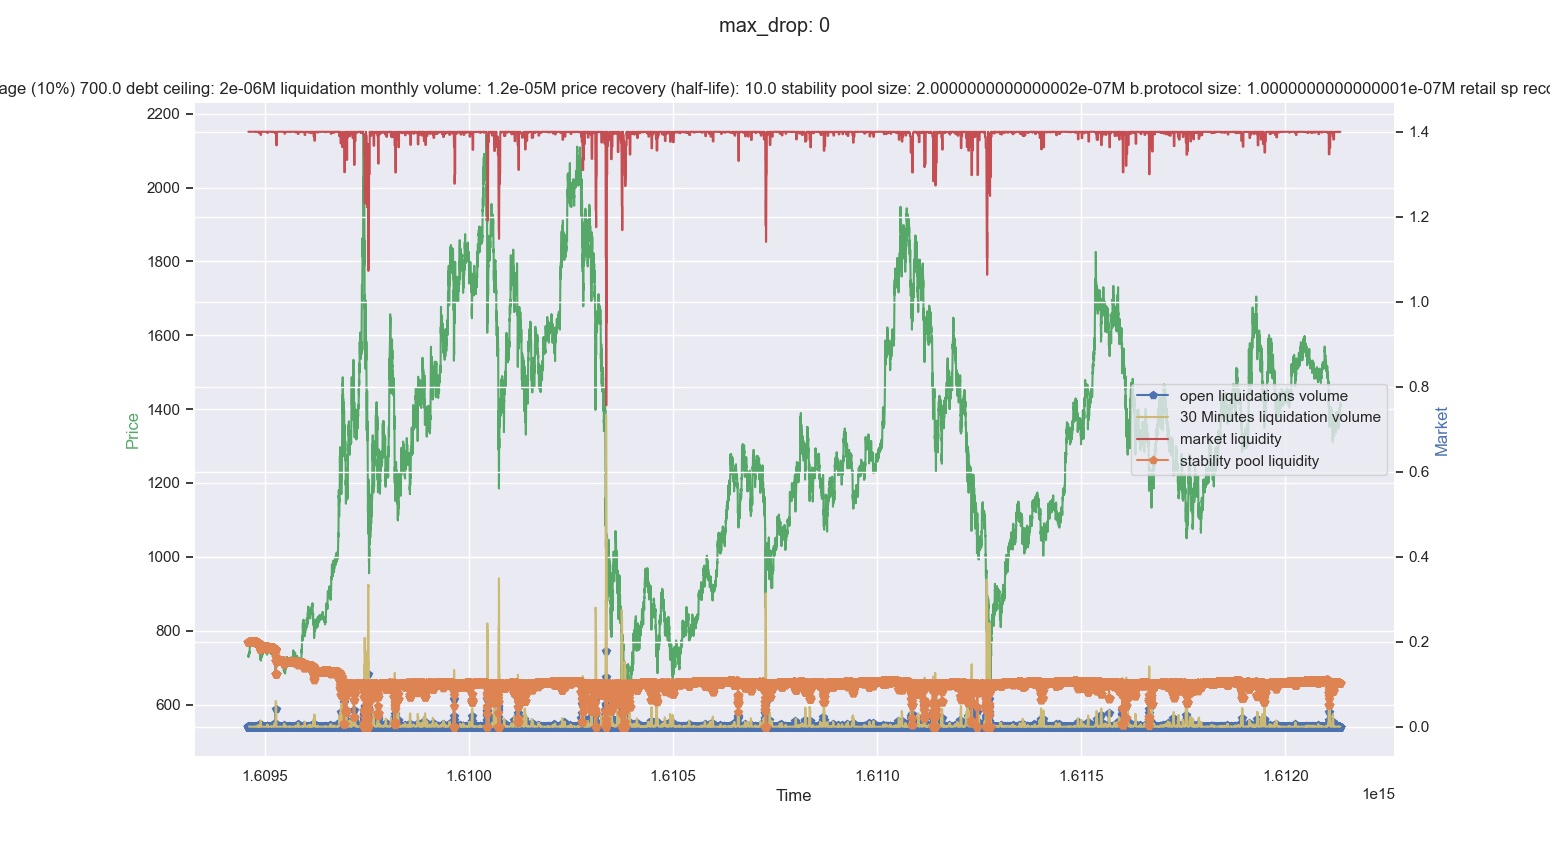 max_drop: 0
age (10%) 700.0 debt ceiling: 2e-06M liquidation monthly volume: 1.2e-05M price recovery (half-life): 10.0 stability pool size: 2.0000000000000002e-07M b.protocol size: 1.0000000000000001e-07M retail sp reco
2200
2000
1800
1600
1400
1200
1000
800
600
Price
1.4
1.2
1.0
0.8
0.6
0.4
0.2
0.0
Market
open liquidations volume
30 Minutes liquidation volume
market liquidity
stability pool liquidity
1.6095
1.6100
1.6105
1.6110
1.6115
1.6120
Time
1e15